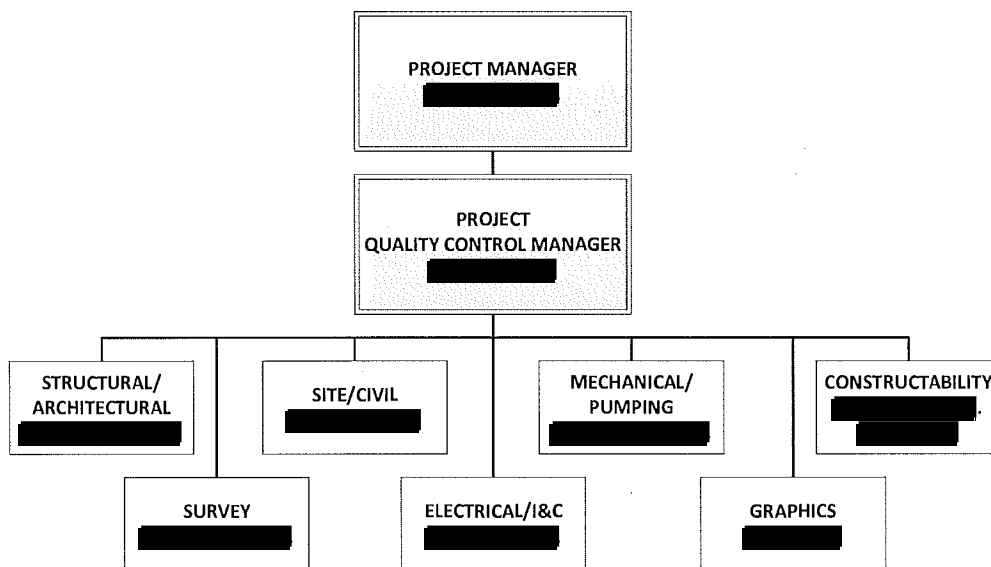 PROJECT MANAGER
PROJECT
QUALITY CONTROL MANAGER
STRUCTURAL/
ARCHITECTURAL
SITE/CIVIL
MECHANICAL/
PUMPING
CONSTRUCTABILITY
SURVEY
ELECTRICAL/I&C
GRAPHICS